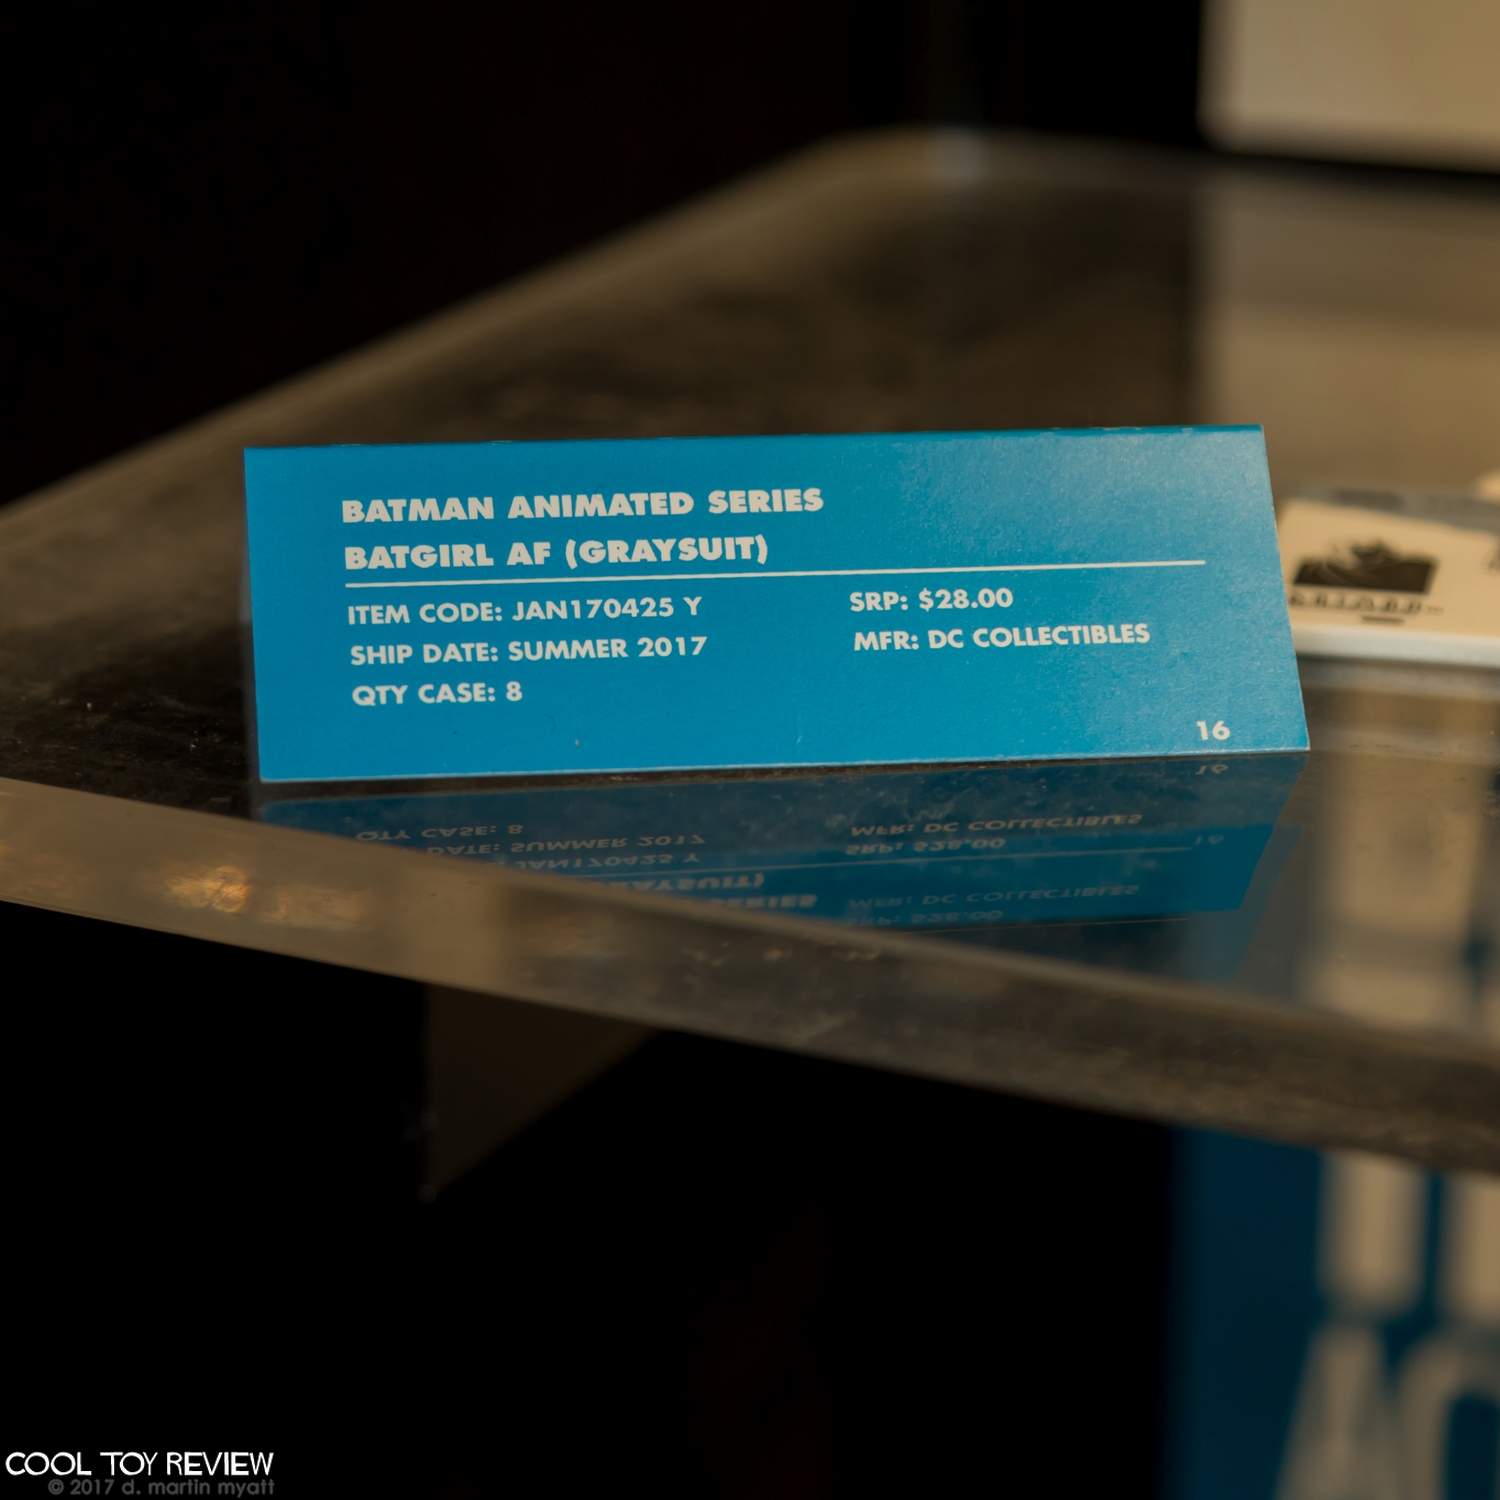 BATMAN ANIMATED SERIES
BATGIRL AF (GRAYSUIT)
ITEM CODE: JAN170425 Y
SRP: $28.00
SHIP DATE: SUMMER 2017
MFR: DC COLLECTIBLES
QTY CASE: 8
16
COOL TOY REVIEW
© 2017 d. martin myatt